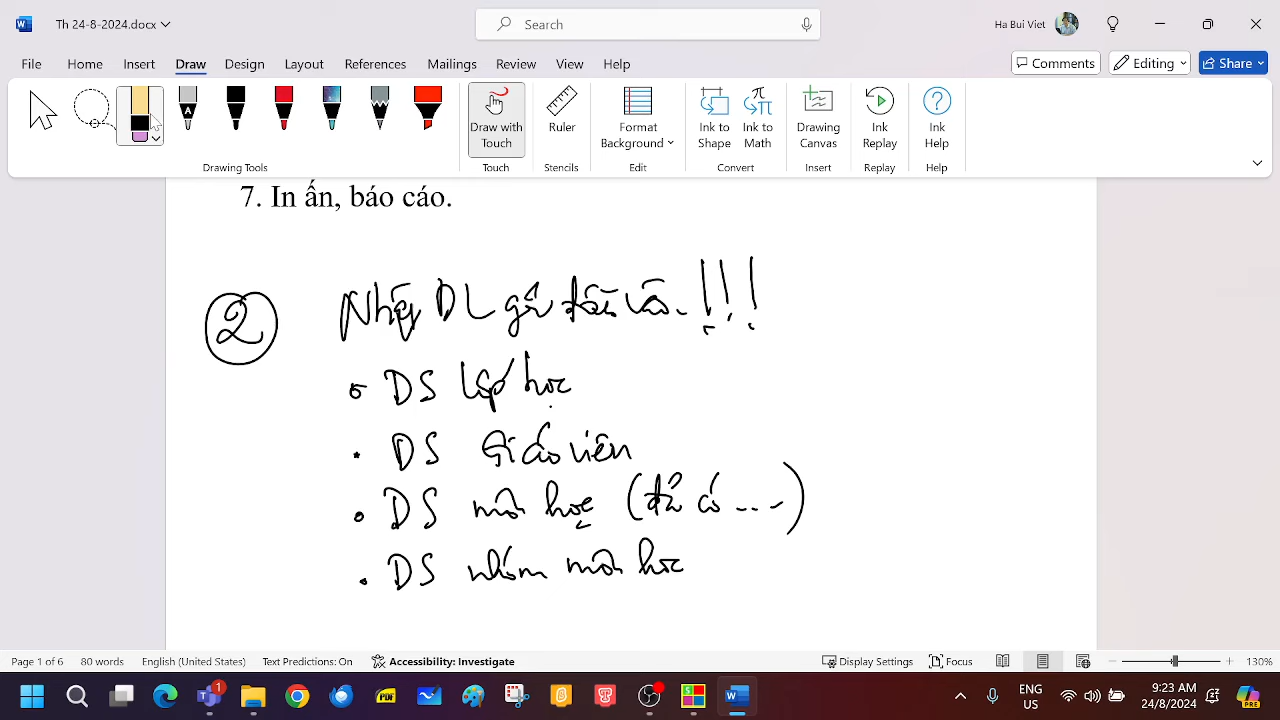 Th 24-8-2024.docx
Search
Ha Bui Viet
File Home Insert Draw Design Layout References Mailings Review View Help
Comments Editing Share
A
Draw with Touch
Ruler
Format Background
Ink to Shape
Ink to Math
Drawing Canvas
Ink Replay
Ink Help
Drawing Tools Touch Stencils Edit Convert Insert Replay Help
7. In ấn, báo cáo.
2 Nhập DL đầu vào !!!
DS lớp học
DS Giáo viên
DS môn học (đã có ...)
DS nhóm môn học
Page 1 of 6 80 words English (United States) Text Predictions: On Accessibility: Investigate Display Settings Focus 130%
1 PDF ENG US 9:23 AM 24/8/2024 PRE